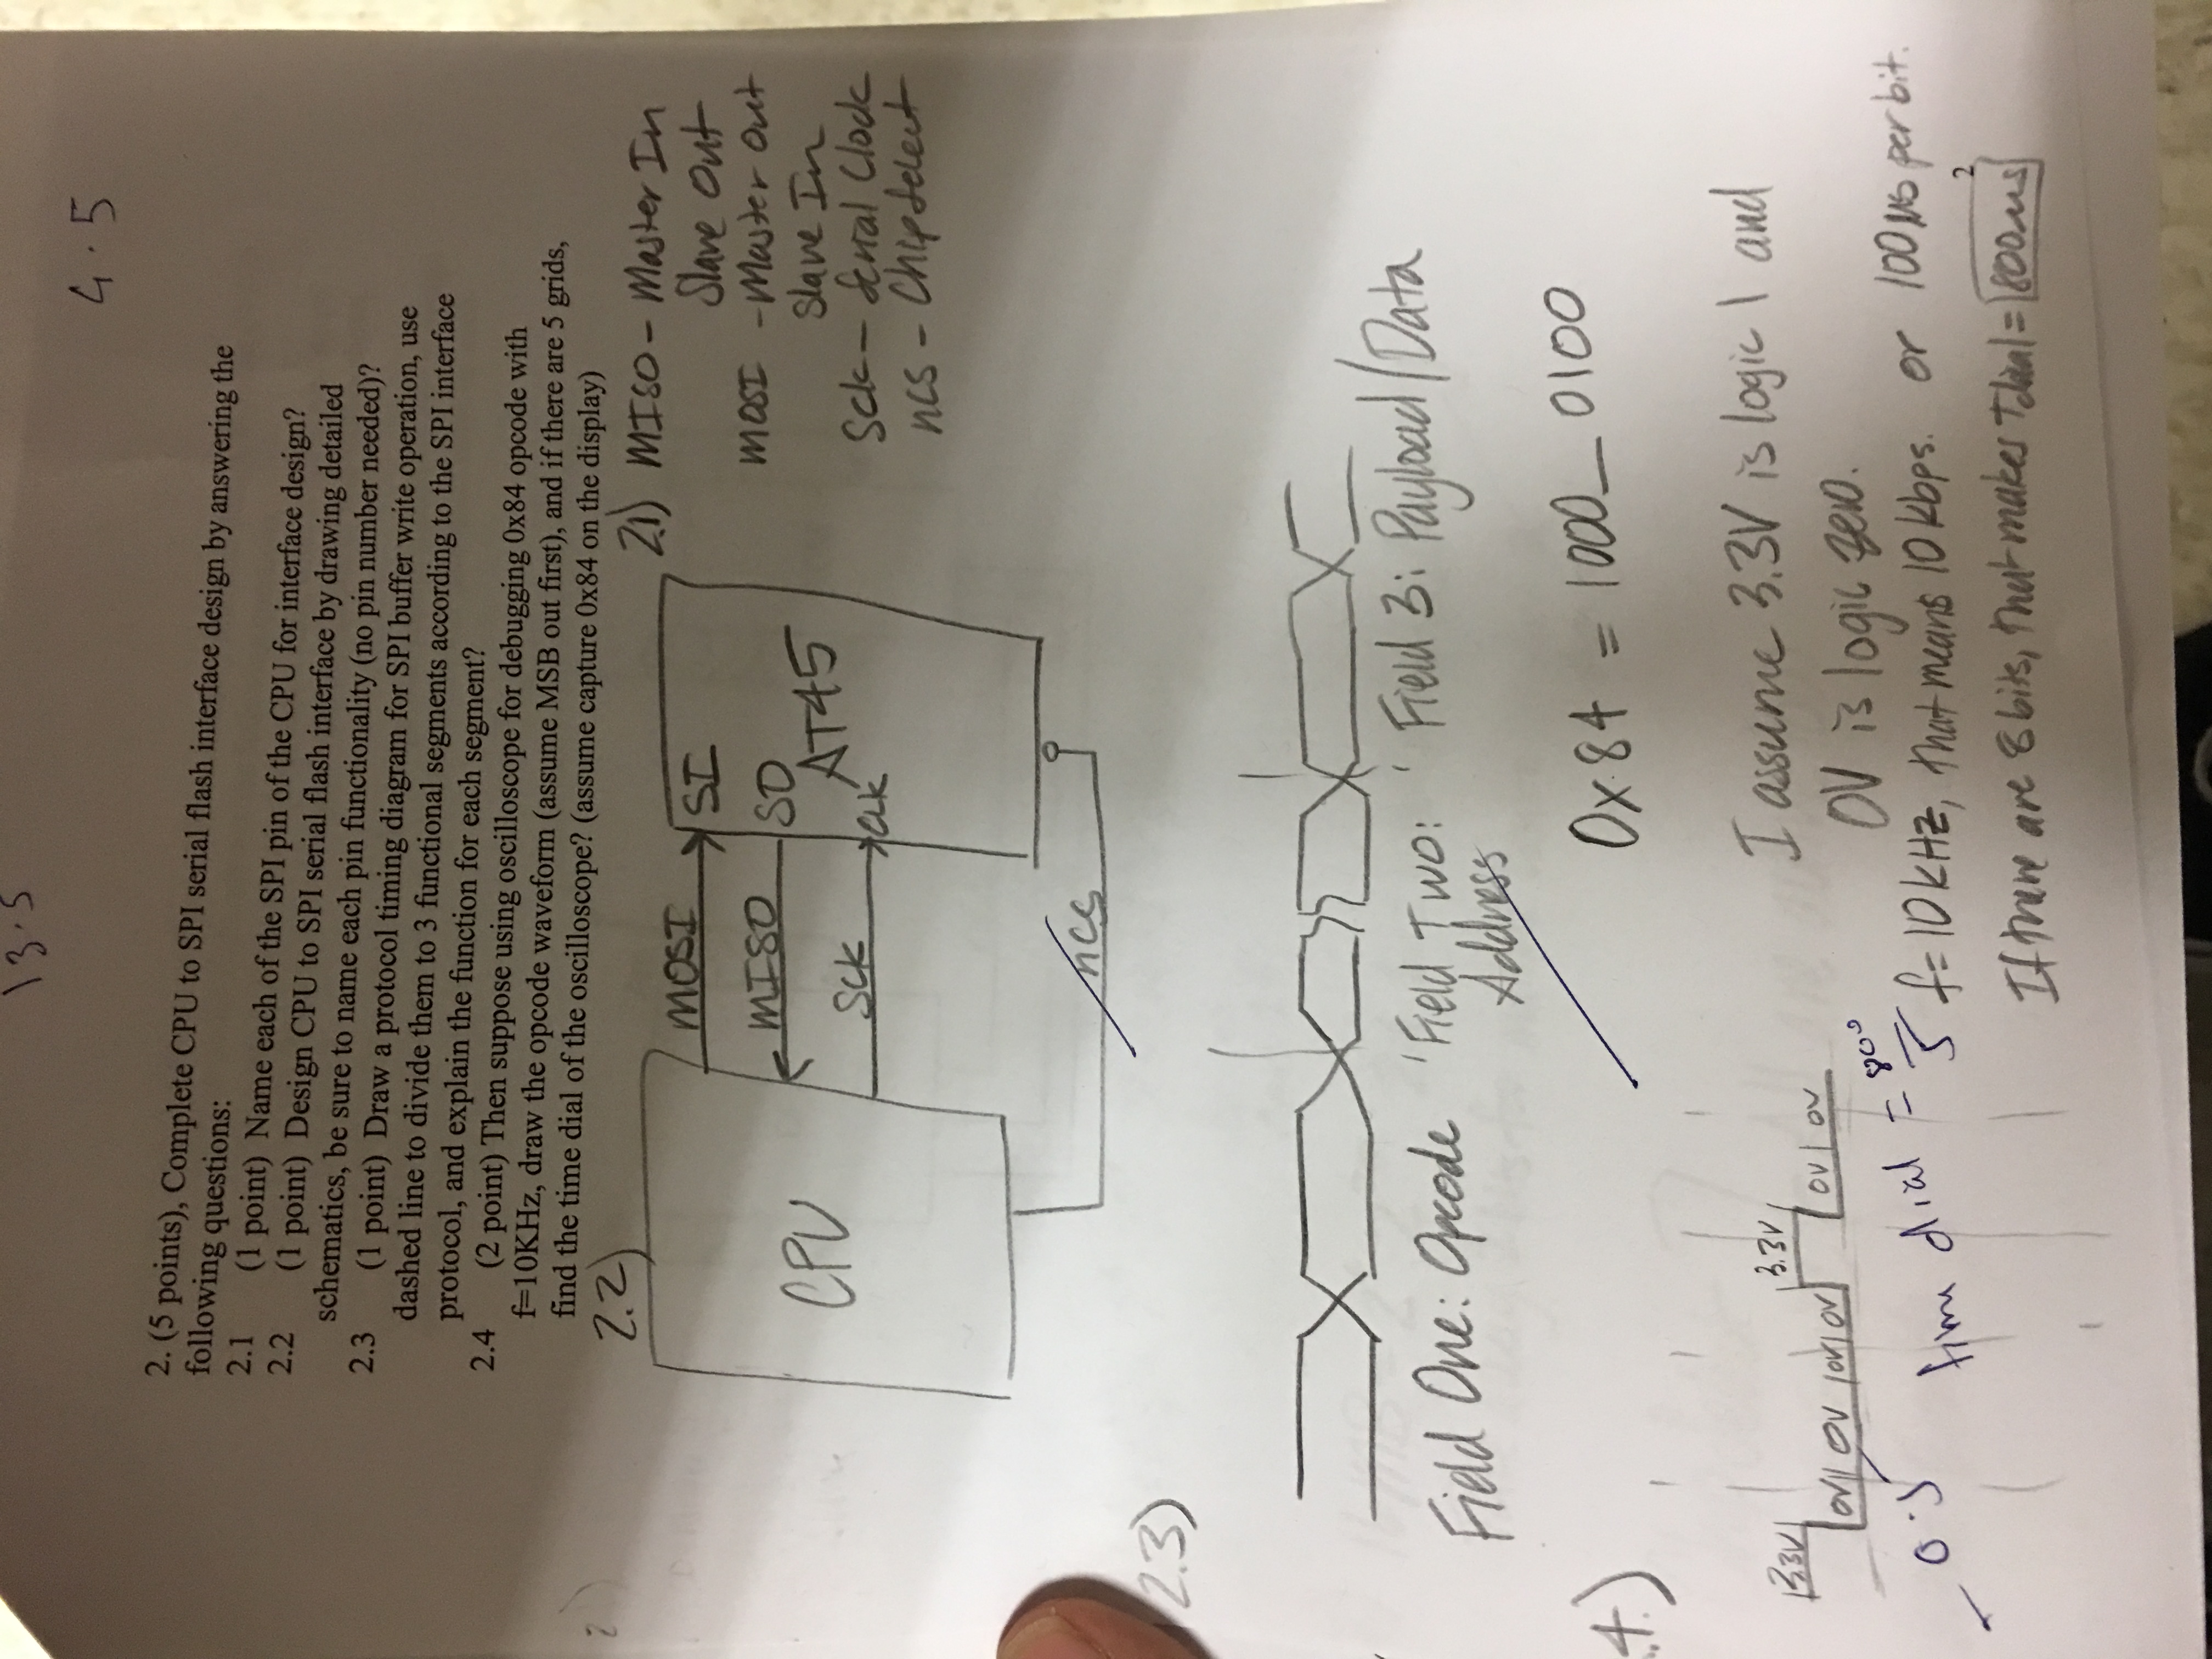 13.5
4.5
2. (5 points), Complete CPU to SPI serial flash interface design by answering the
following questions:
2.1 (1 point) Name each of the SPI pin of the CPU for interface design?
2.2 (1 point) Design CPU to SPI serial flash interface by drawing detailed
schematics, be sure to name each pin functionality (no pin number needed)?
2.3 (1 point) Draw a protocol timing diagram for SPI buffer write operation, use
dashed line to divide them to 3 functional segments according to the SPI interface
protocol, and explain the function for each segment?
2.4 (2 point) Then suppose using oscilloscope for debugging 0x84 opcode with
f=10KHz, draw the opcode waveform (assume MSB out first), and if there are 5 grids,
find the time dial of the oscilloscope? (assume capture 0x84 on the display)
2.2)
MOSI
SI
MISO
SO
CPU
AT45
Sck
clk
ncs
2.1) MISO - Master In
Slave Out
MOSI - Master Out
Slave In
Sck - Serial Clock
ncs - Chip Select
2.3)
Field One: Opcode
Field Two:
Address
Field 3: Payload/Data
.4.)
0x84 = 1000_0100
3.3V
0V 0V 0V 0V
3.3V
0V 0V
I assume 3.3V is logic 1 and
0V is logic zero.
f=10kHz, that means 10 kbps. or 100µs per bit.
If there are 8 bits, that makes Tdial = 800µs
- 0.5
time dial = 800/5
2